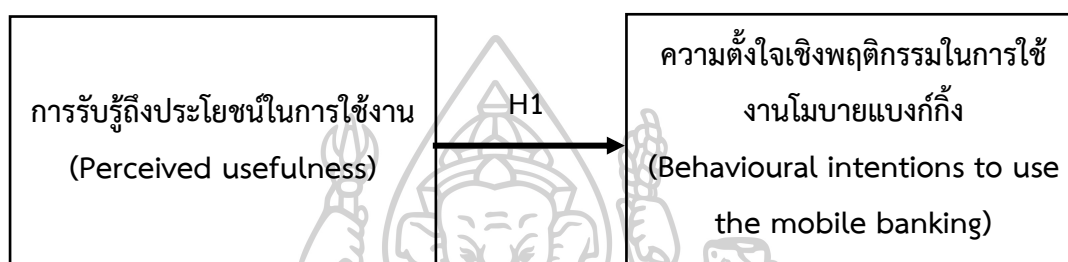 การรับรู้ถึงประโยชน์ในการใช้งาน
(Perceived usefulness)
H1
ความตั้งใจเชิงพฤติกรรมในการใช้
งานโมบายแบงก์กิ้ง
(Behavioural intentions to use
the mobile banking)